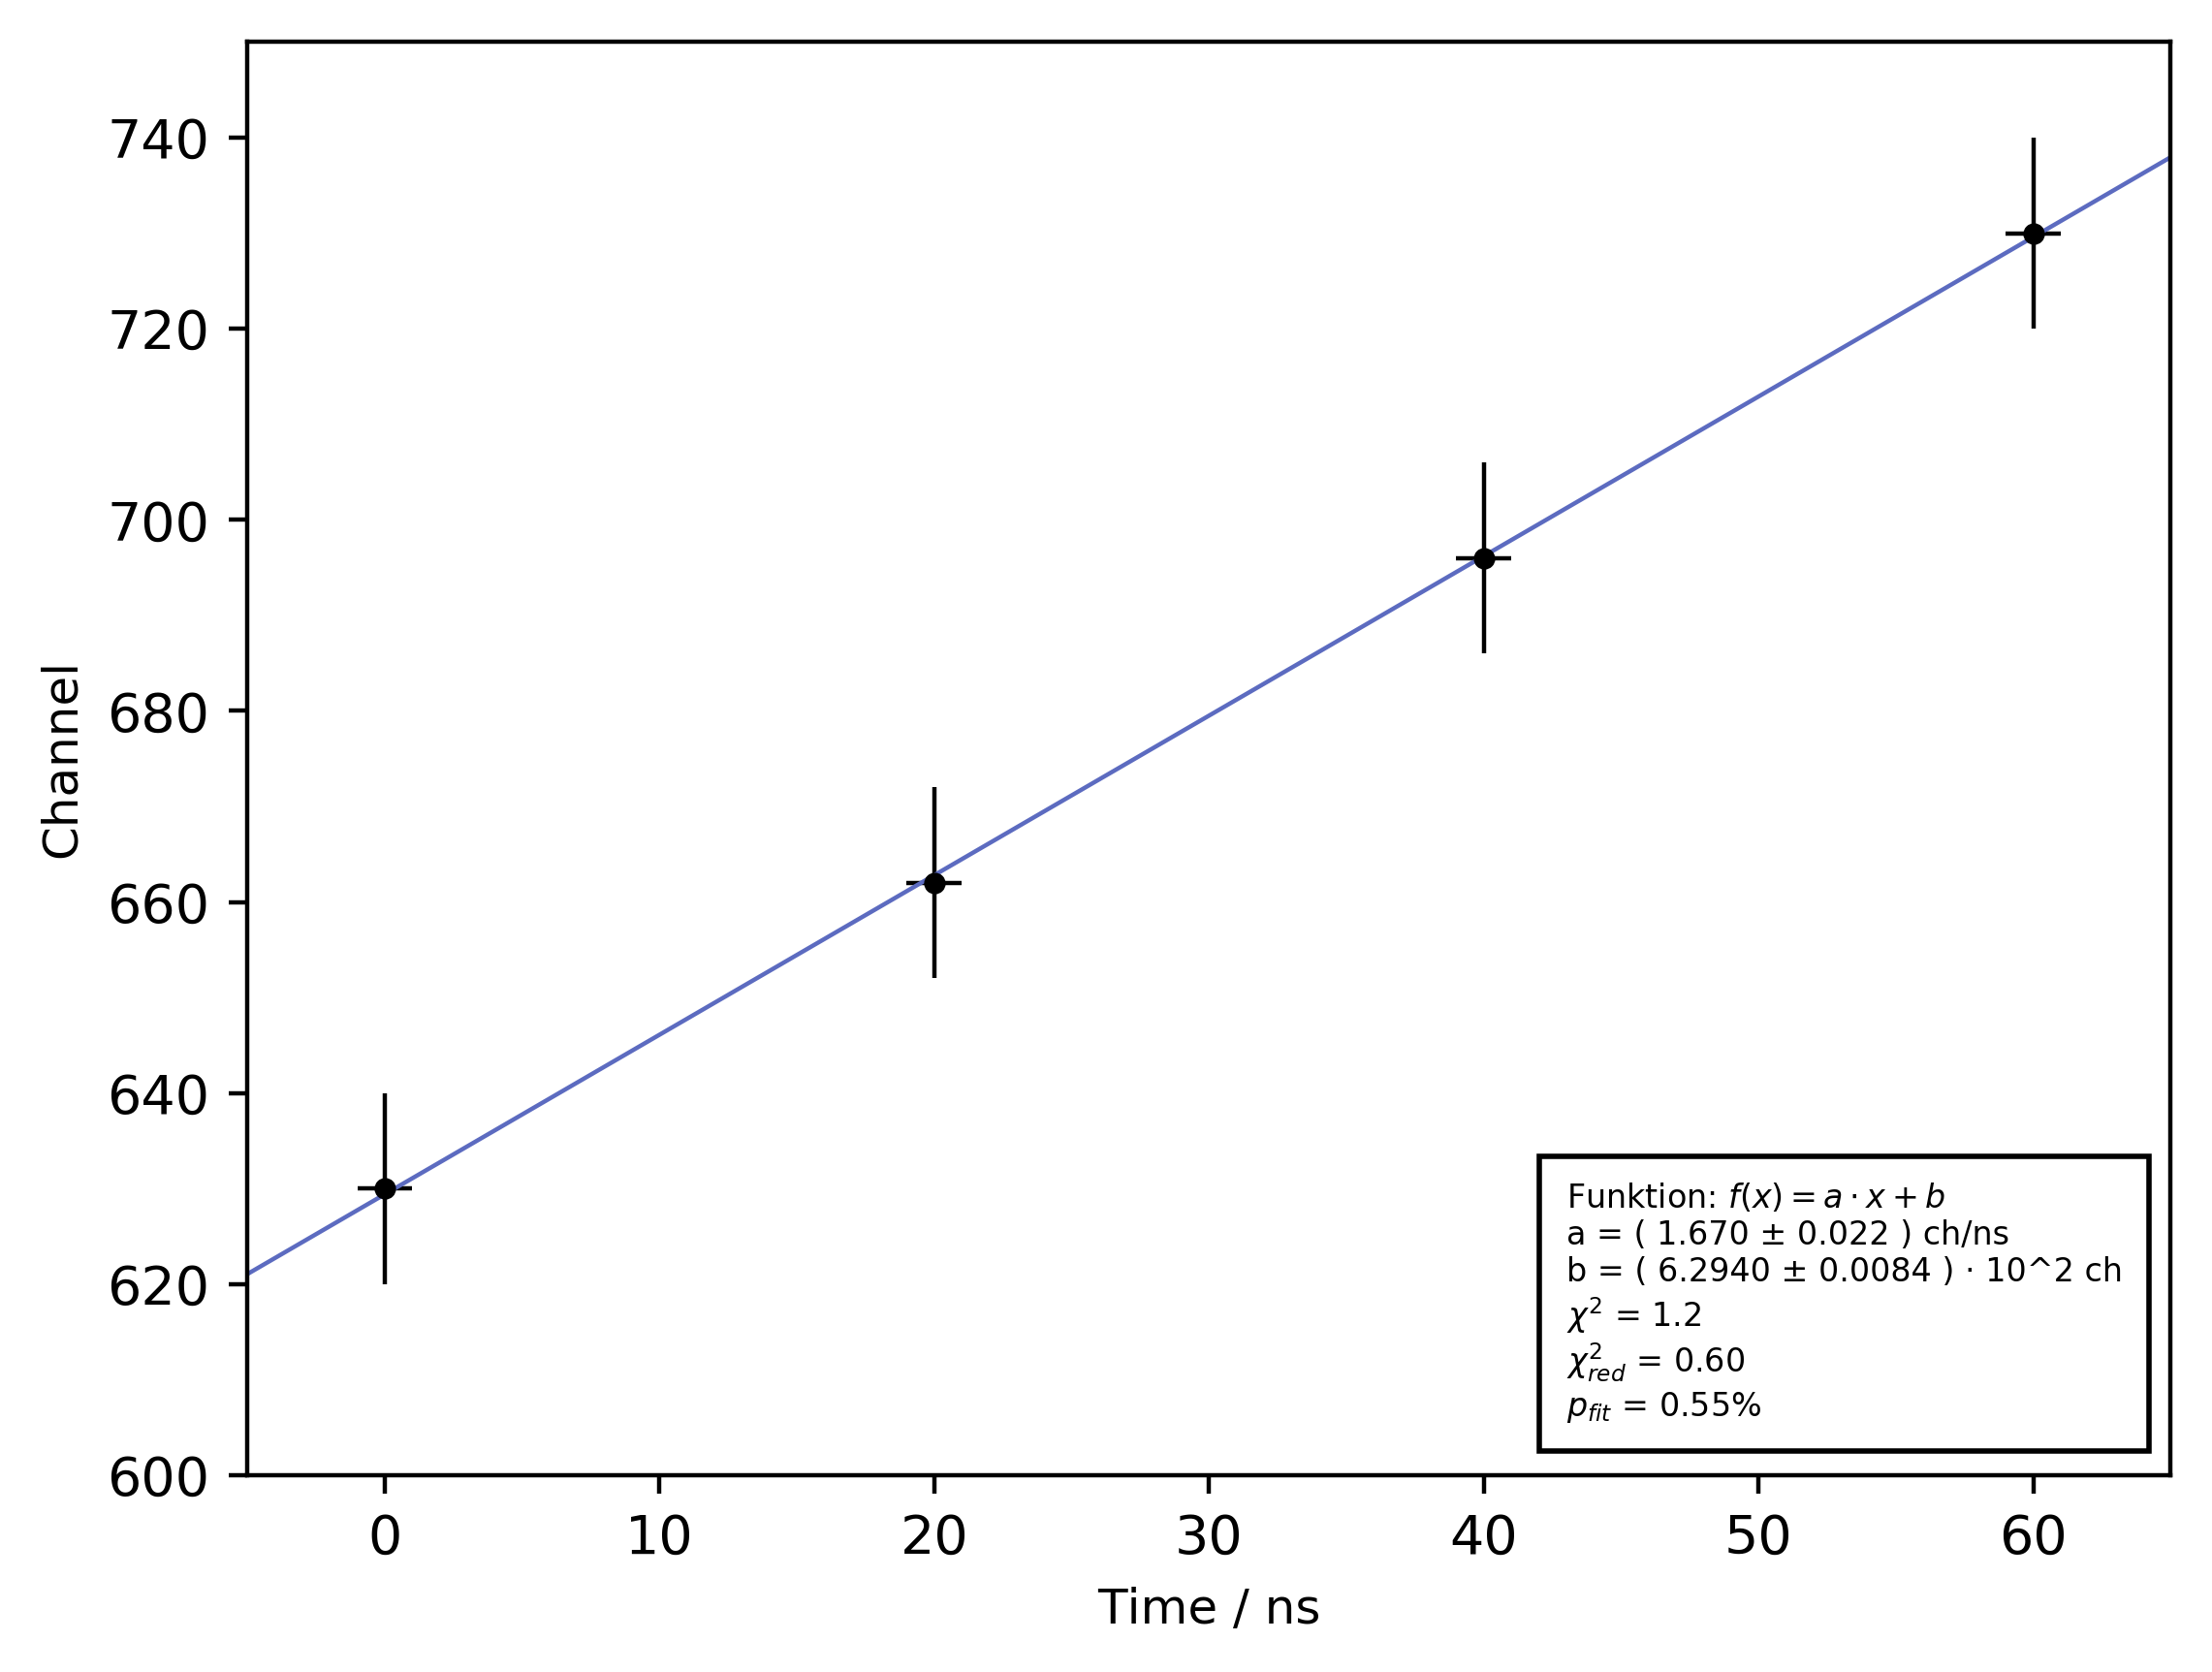 740
720
700
680
660
640
620
600
Channel
0 10 20 30 40 50 60
Time / ns
Funktion: f(x) = a · x + b
a = ( 1.670 ± 0.022 ) ch/ns
b = ( 6.2940 ± 0.0084 ) · 10^2 ch
χ² = 1.2
χ²_red = 0.60
p_fit = 0.55%